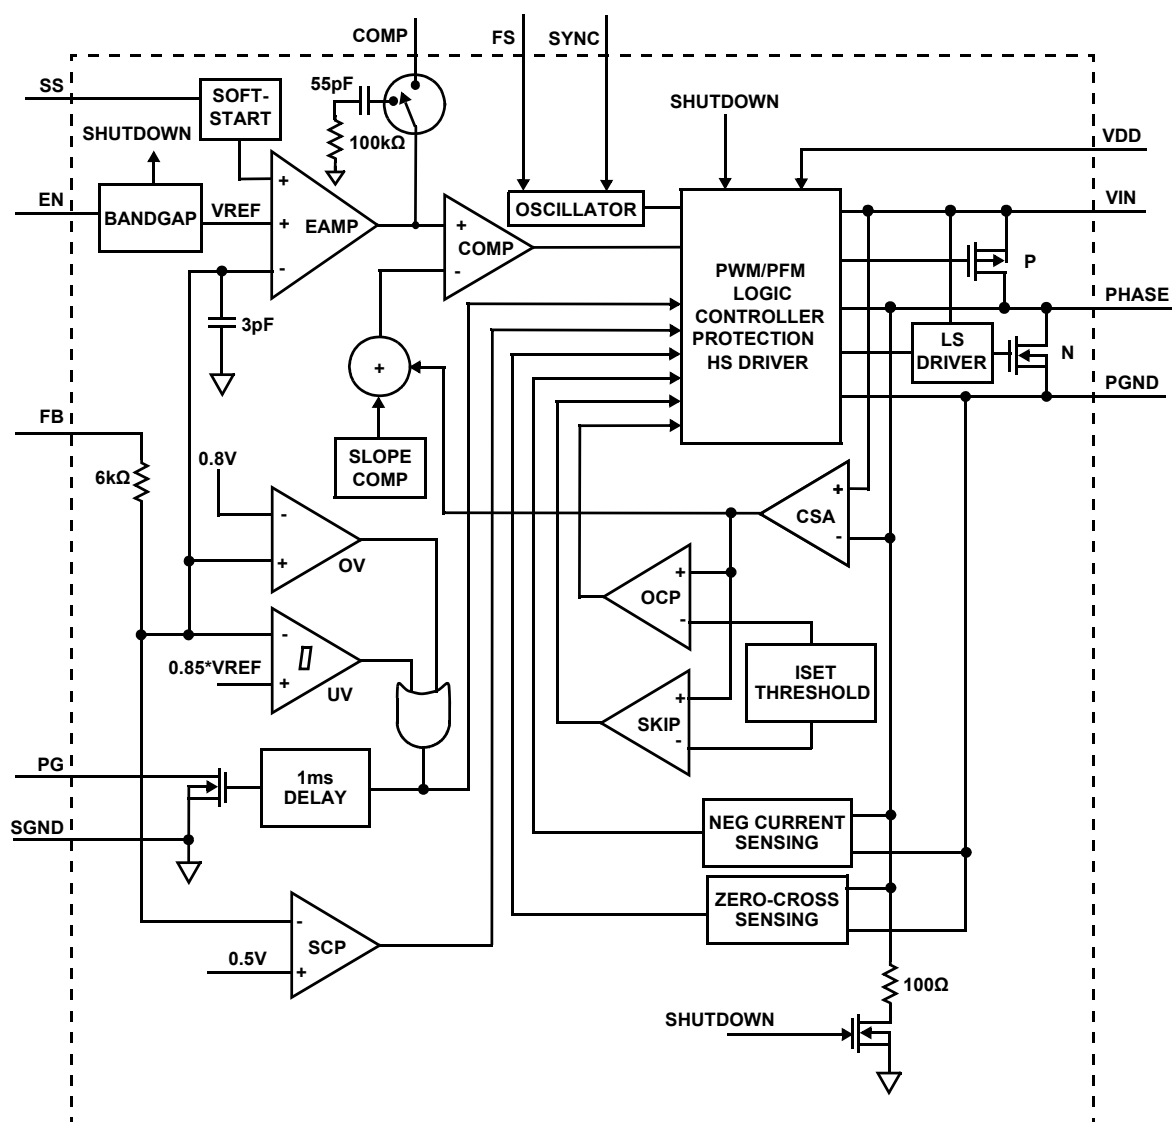 COMP
FS
SYNC
SS
SOFT-
START
55pF
100kΩ
SHUTDOWN
SHUTDOWN
VDD
EN
BANDGAP
VREF
+
+
-
EAMP
+
-
COMP
OSCILLATOR
VIN
P
PWM/PFM
LOGIC
CONTROLLER
PROTECTION
HS DRIVER
PHASE
3pF
LS
DRIVER
N
PGND
+
SLOPE
COMP
FB
6kΩ
0.8V
-
+
OV
+
-
CSA
+
-
OCP
-
+
UV
0.85*VREF
ISET
THRESHOLD
+
-
SKIP
PG
1ms
DELAY
SGND
NEG CURRENT
SENSING
ZERO-CROSS
SENSING
-
+
SCP
0.5V
100Ω
SHUTDOWN